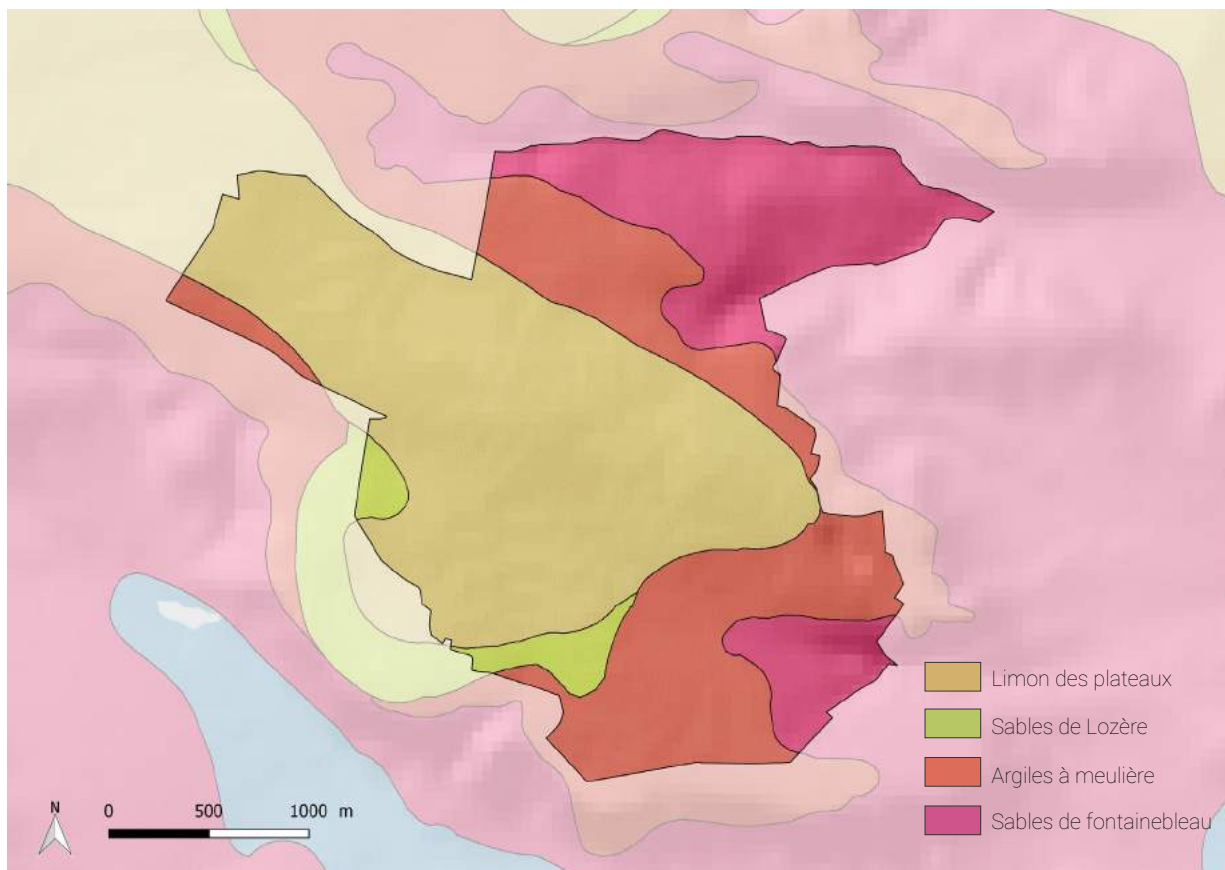 Limon des plateaux
Sables de Lozère
Argiles à meulière
Sables de fontainebleau
N
0 500 1000 m